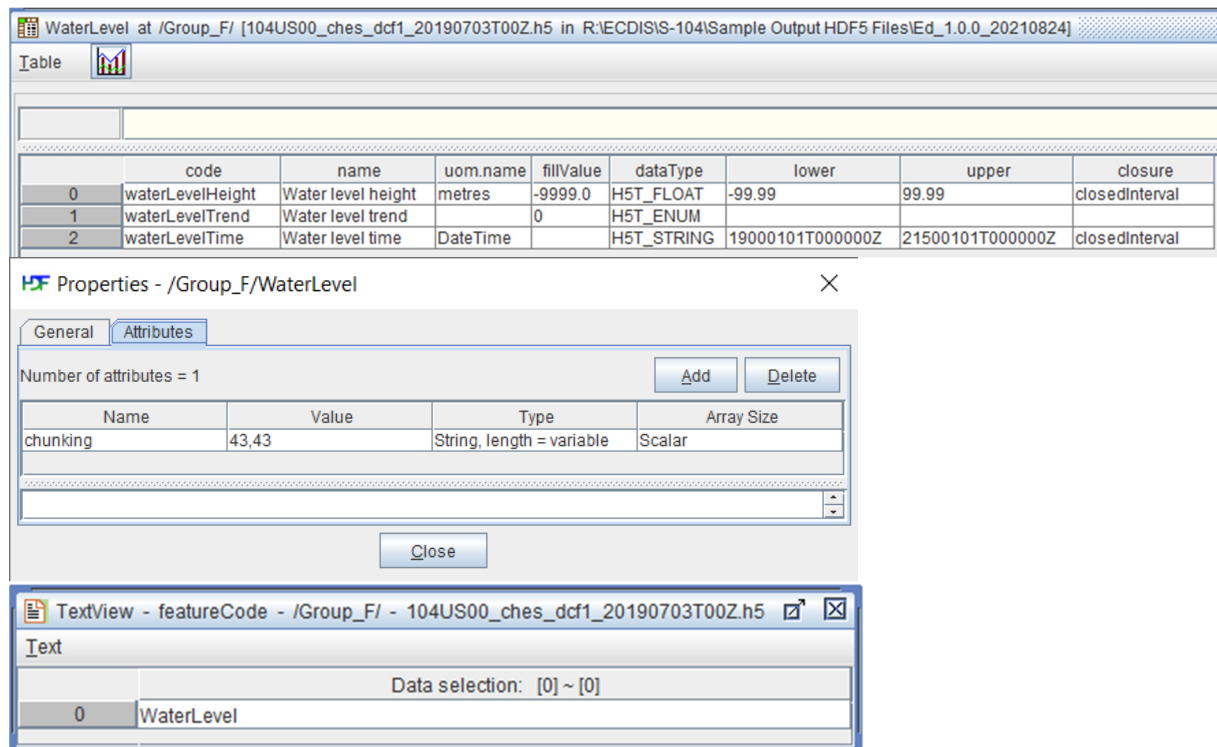 WaterLevel at /Group_F/ [104US00_ches_dcf1_20190703T00Z.h5 in R:\ECDIS\S-104\Sample Output HDF5 Files\Ed_1.0.0_20210824]
Table
code name uom.name fillValue dataType lower upper closure
0 waterLevelHeight Water level height metres -9999.0 H5T_FLOAT -99.99 99.99 closedInterval
1 waterLevelTrend Water level trend 0 H5T_ENUM
2 waterLevelTime Water level time DateTime H5T_STRING 19000101T000000Z 21500101T000000Z closedInterval
HDF Properties - /Group_F/WaterLevel
General Attributes
Number of attributes = 1 Add Delete
Name Value Type Array Size
chunking 43,43 String, length = variable Scalar
Close
TextView - featureCode - /Group_F/ - 104US00_ches_dcf1_20190703T00Z.h5
Text
Data selection: [0] ~ [0]
0 WaterLevel